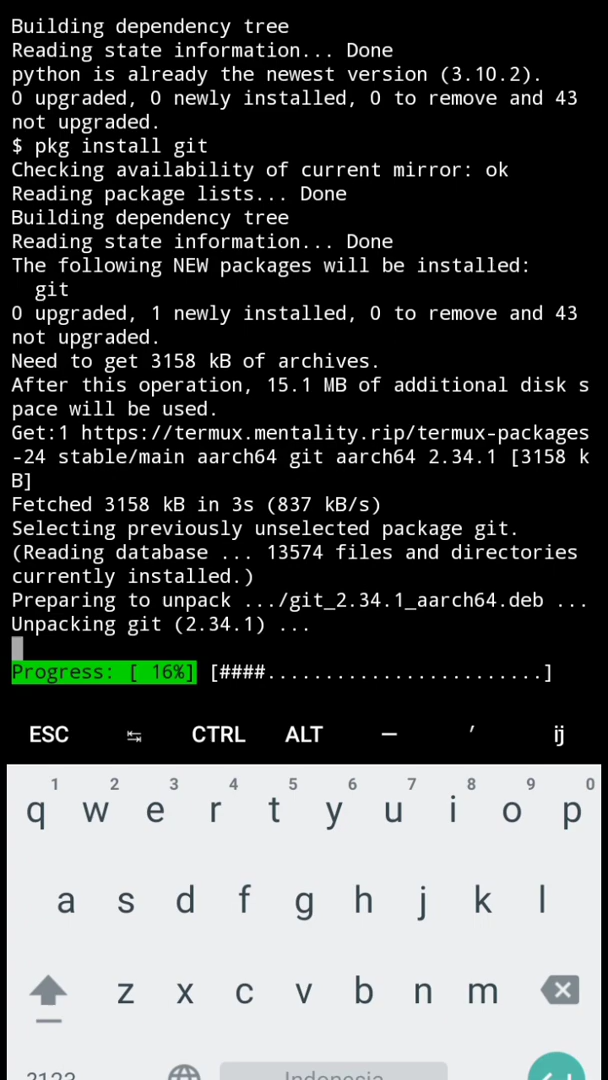 Building dependency tree
Reading state information... Done
python is already the newest version (3.10.2).
0 upgraded, 0 newly installed, 0 to remove and 43
not upgraded.
$ pkg install git
Checking availability of current mirror: ok
Reading package lists... Done
Building dependency tree
Reading state information... Done
The following NEW packages will be installed:
git
0 upgraded, 1 newly installed, 0 to remove and 43
not upgraded.
Need to get 3158 kB of archives.
After this operation, 15.1 MB of additional disk s
pace will be used.
Get:1 https://termux.mentality.rip/termux-packages
-24 stable/main aarch64 git aarch64 2.34.1 [3158 k
B]
Fetched 3158 kB in 3s (837 kB/s)
Selecting previously unselected package git.
(Reading database ... 13574 files and directories
currently installed.)
Preparing to unpack .../git_2.34.1_aarch64.deb ...
Unpacking git (2.34.1) ...
Progress: [ 16%] [####........................]
ESC ↹ CTRL ALT — ′ ij
1 2 3 4 5 6 7 8 9 0
q w e r t y u i o p
a s d f g h j k l
z x c v b n m
Indonesia